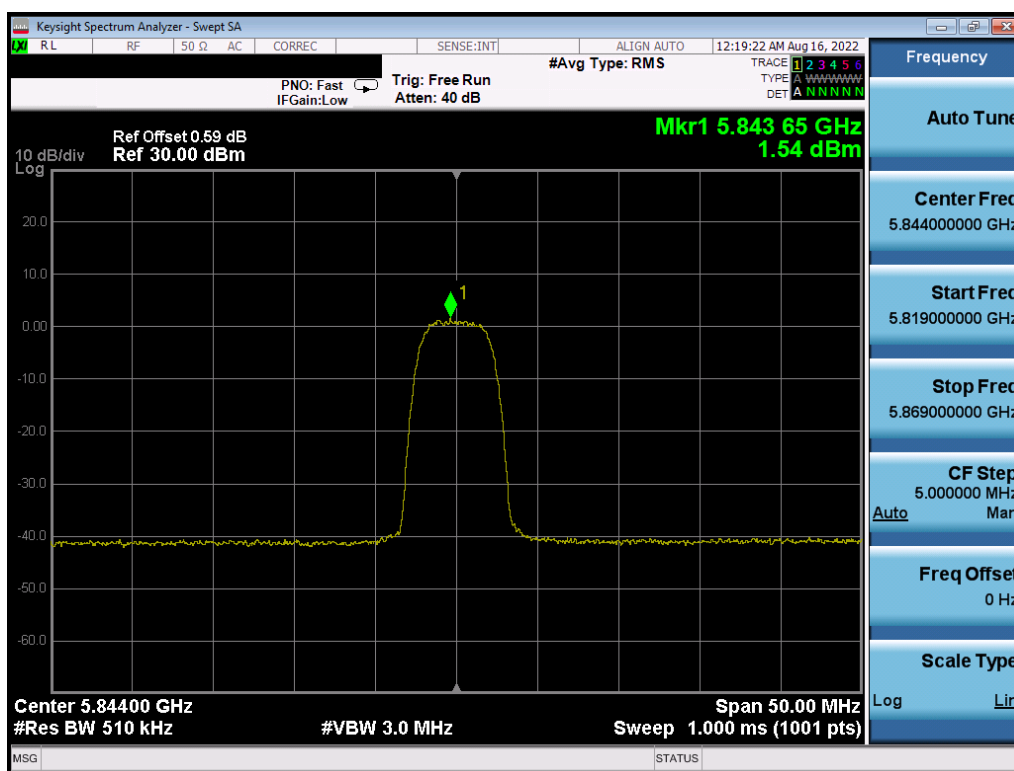 Keysight Spectrum Analyzer - Swept SA
LXI RL RF 50 Ω AC CORREC SENSE:INT ALIGN AUTO 12:19:22 AM Aug 16, 2022
#Avg Type: RMS
TRACE 1 2 3 4 5 6
TYPE A WWWWW
DET A N N N N N
PNO: Fast
IFGain:Low
Trig: Free Run
Atten: 40 dB
Mkr1 5.843 65 GHz
1.54 dBm
Ref Offset 0.59 dB
10 dB/div Ref 30.00 dBm
Log
1
20.0
10.0
0.00
-10.0
-20.0
-30.0
-40.0
-50.0
-60.0
Center 5.84400 GHz Span 50.00 MHz
#Res BW 510 kHz #VBW 3.0 MHz Sweep 1.000 ms (1001 pts)
MSG STATUS
Frequency
Auto Tune
Center Freq
5.844000000 GHz
Start Freq
5.819000000 GHz
Stop Freq
5.869000000 GHz
CF Step
5.000000 MHz
Auto Man
Freq Offset
0 Hz
Scale Type
Log Lin